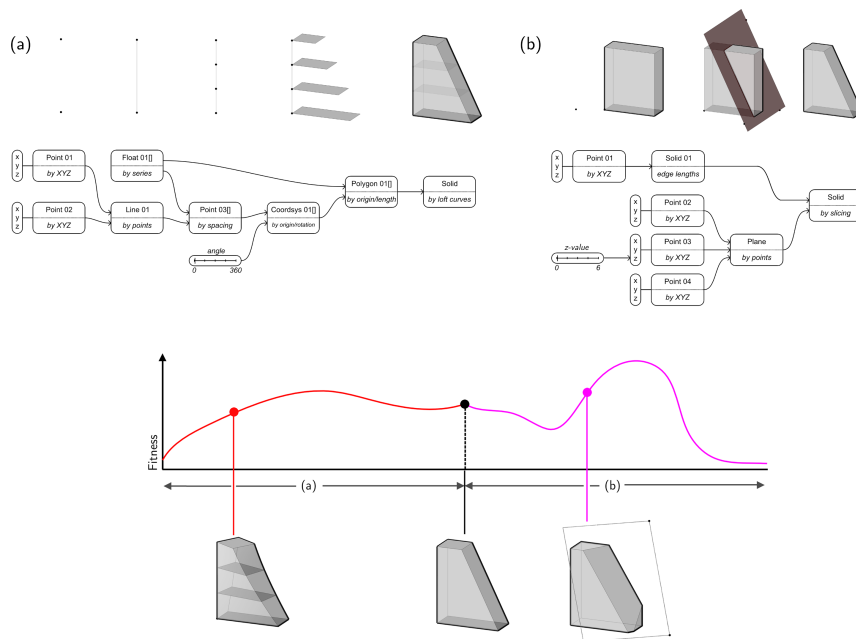 (a)
(b)
x
y
z
Point 01
by XYZ
Float 01[]
by series
x
y
z
Point 02
by XYZ
Line 01
by points
Point 03[]
by spacing
Coordsys 01[]
by origin/rotation
Polygon 01[]
by origin/length
Solid
by loft curves
angle
0 360
x
y
z
Point 01
by XYZ
Solid 01
edge lengths
x
y
z
Point 02
by XYZ
Solid
by slicing
z-value
0 6
x
y
z
Point 03
by XYZ
Plane
by points
x
y
z
Point 04
by XYZ
Fitness
(a)
(b)